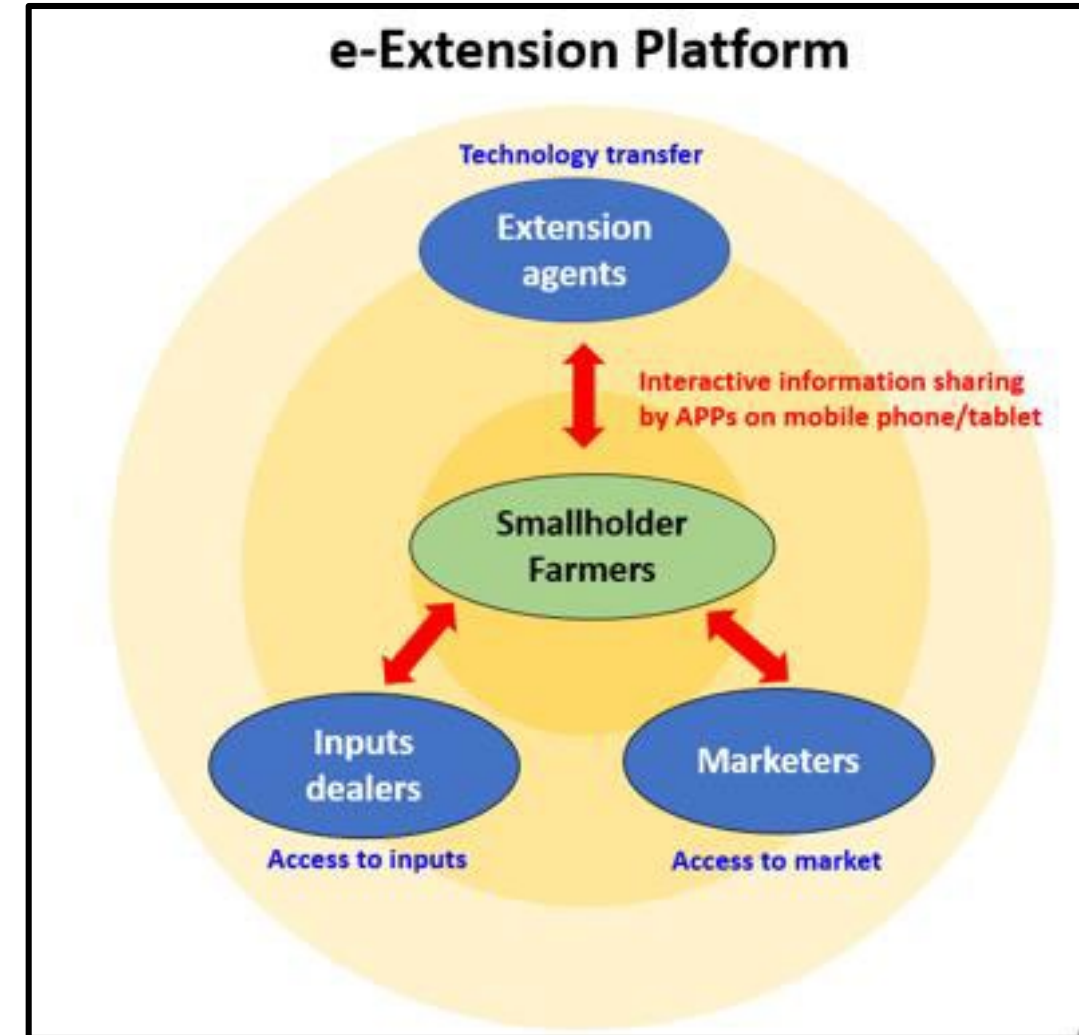 e-Extension Platform
Technology transfer
Extension
agents
Interactive information sharing
by APPs on mobile phone/tablet
Smallholder
Farmers
Inputs
dealers
Marketers
Access to inputs
Access to market